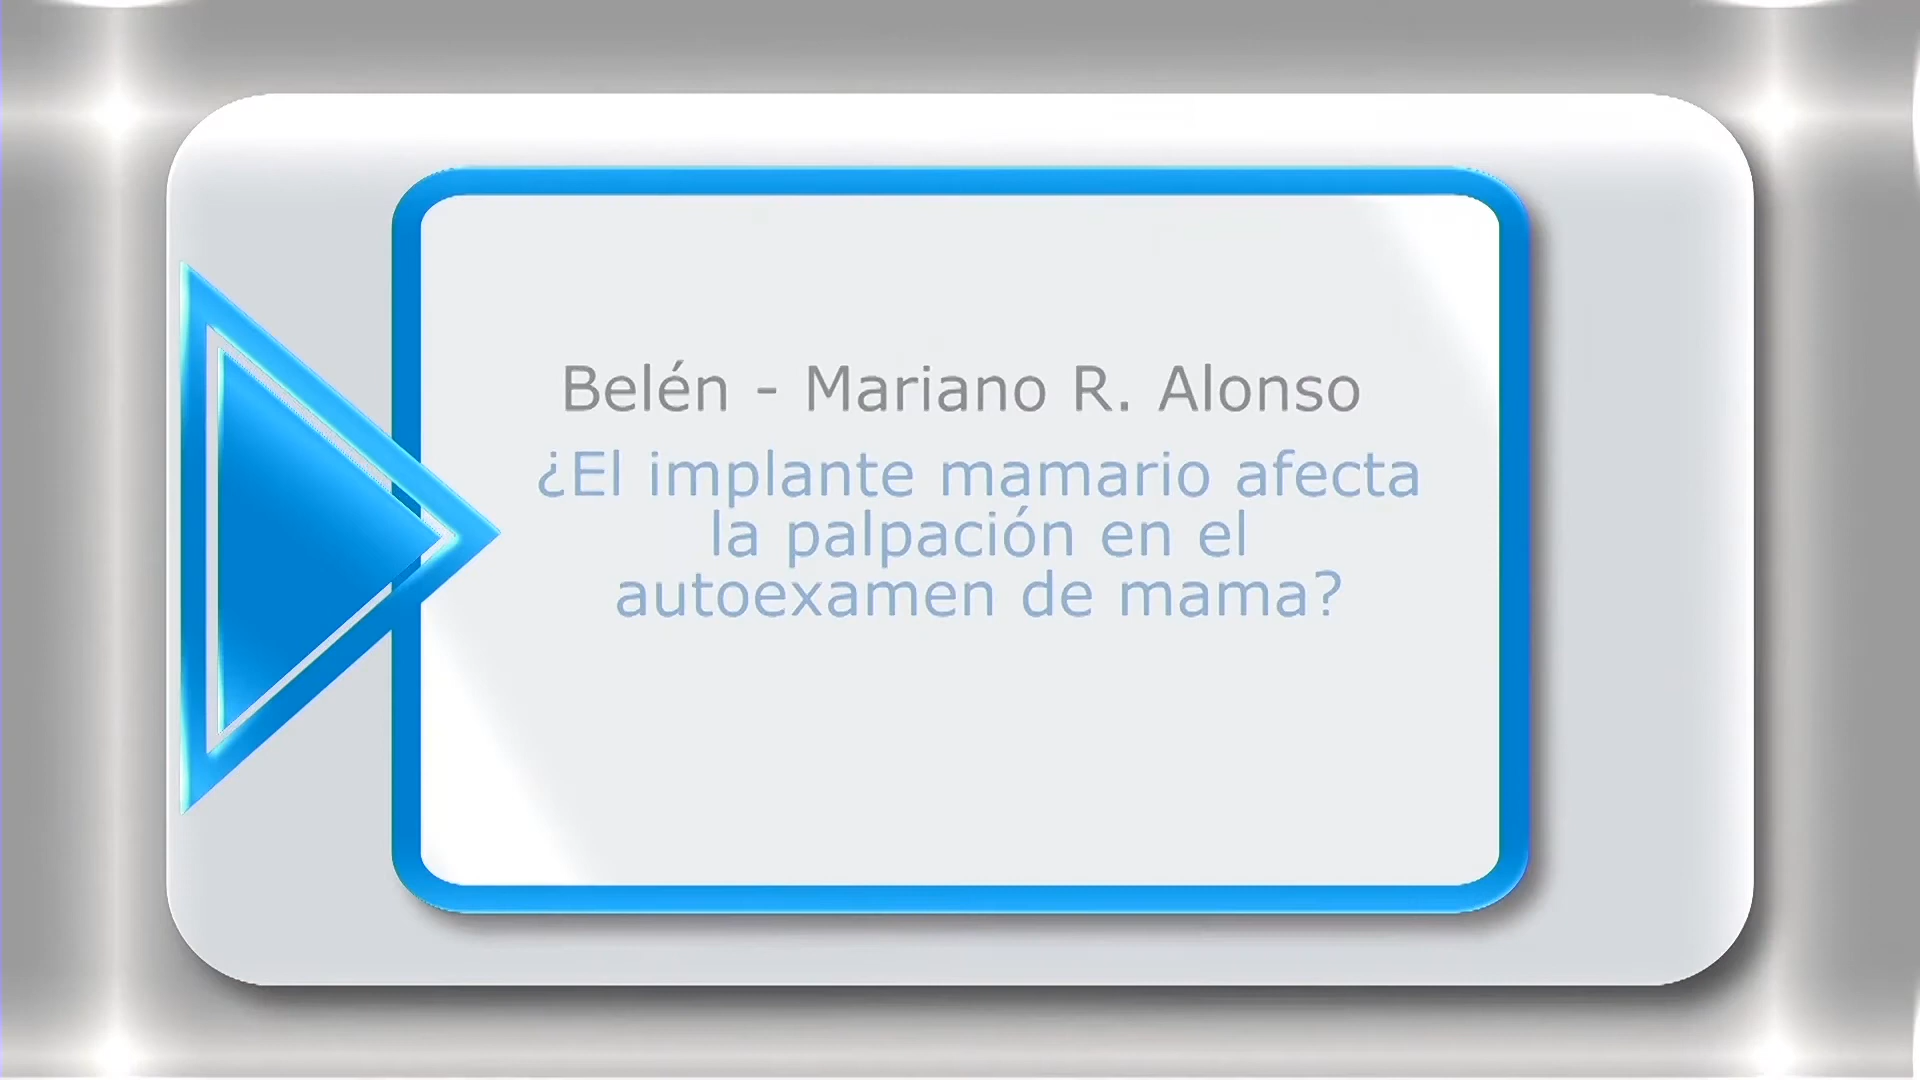 Belén - Mariano R. Alonso
¿El implante mamario afecta
la palpación en el
autoexamen de mama?